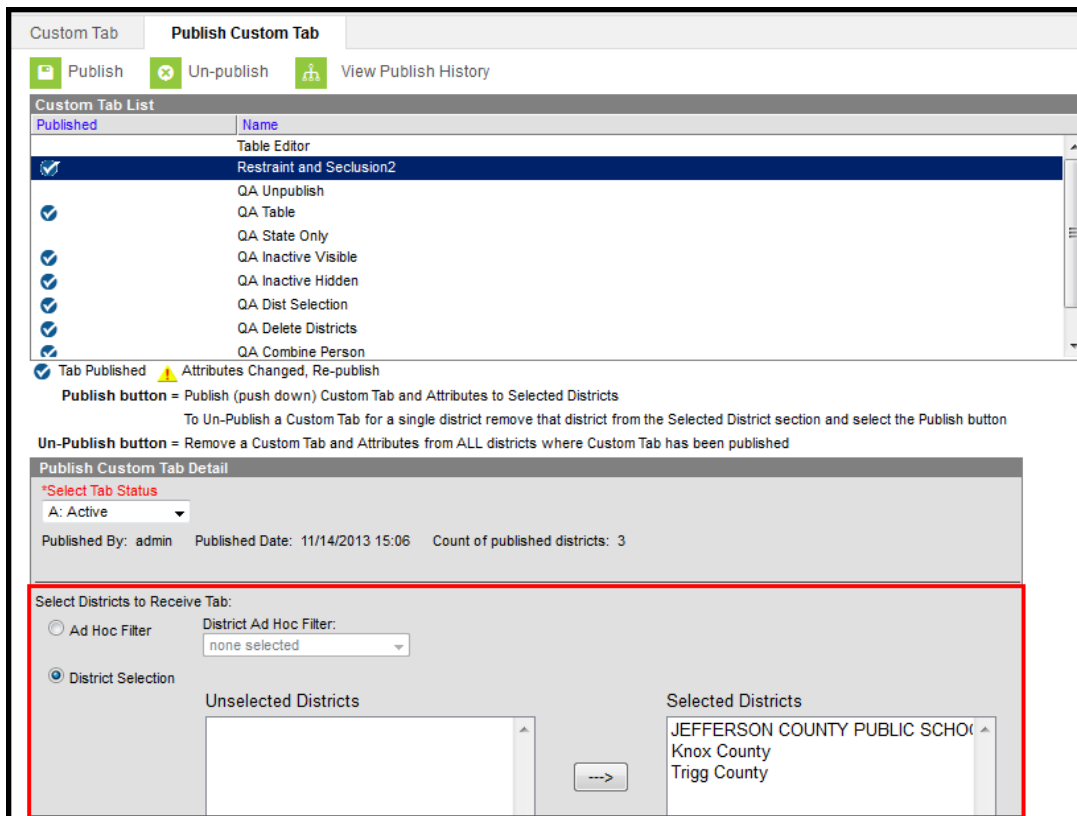 Custom Tab Publish Custom Tab
Publish Un-publish View Publish History
Custom Tab List
Published Name
Table Editor
Restraint and Seclusion2
QA Unpublish
QA Table
QA State Only
QA Inactive Visible
QA Inactive Hidden
QA Dist Selection
QA Delete Districts
QA Combine Person
Tab Published Attributes Changed, Re-publish
Publish button = Publish (push down) Custom Tab and Attributes to Selected Districts
To Un-Publish a Custom Tab for a single district remove that district from the Selected District section and select the Publish button
Un-Publish button = Remove a Custom Tab and Attributes from ALL districts where Custom Tab has been published
Publish Custom Tab Detail
*Select Tab Status
A: Active
Published By: admin Published Date: 11/14/2013 15:06 Count of published districts: 3
Select Districts to Receive Tab:
Ad Hoc Filter District Ad Hoc Filter:
none selected
District Selection
Unselected Districts Selected Districts
JEFFERSON COUNTY PUBLIC SCHOO
Knox County
--->
Trigg County